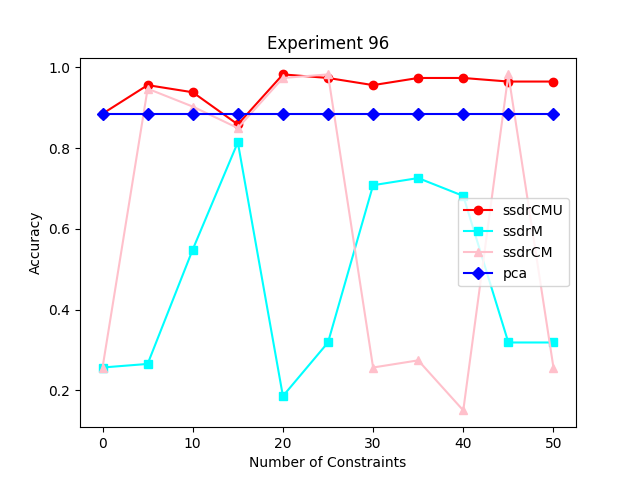 Experiment 96
1.0
0.8
0.6
0.4
0.2
Accuracy
ssdrCMU
ssdrM
ssdrCM
pca
0 10 20 30 40 50
Number of Constraints